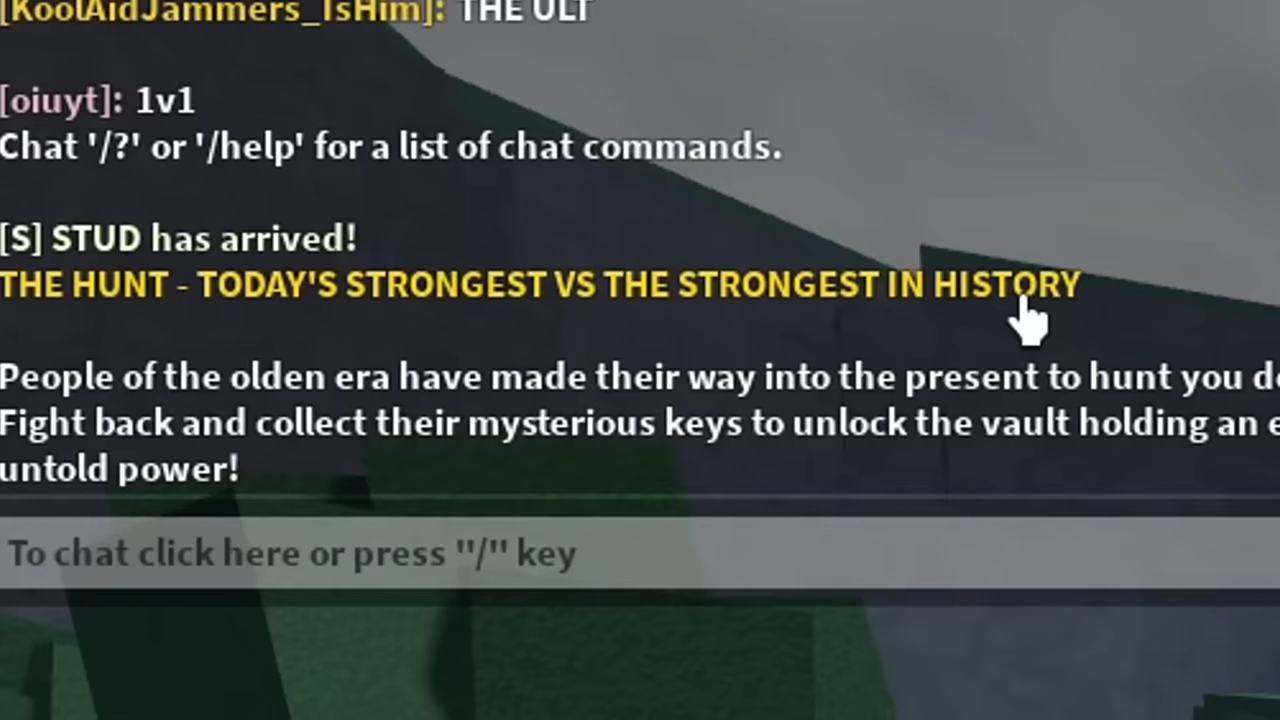 [KoolAidJammers_IsHim]: THE ULT
[oiuyt]: 1v1
Chat '/?' or '/help' for a list of chat commands.
[S] STUD has arrived!
THE HUNT - TODAY'S STRONGEST VS THE STRONGEST IN HISTORY
People of the olden era have made their way into the present to hunt you
Fight back and collect their mysterious keys to unlock the vault holding an
untold power!
To chat click here or press "/" key